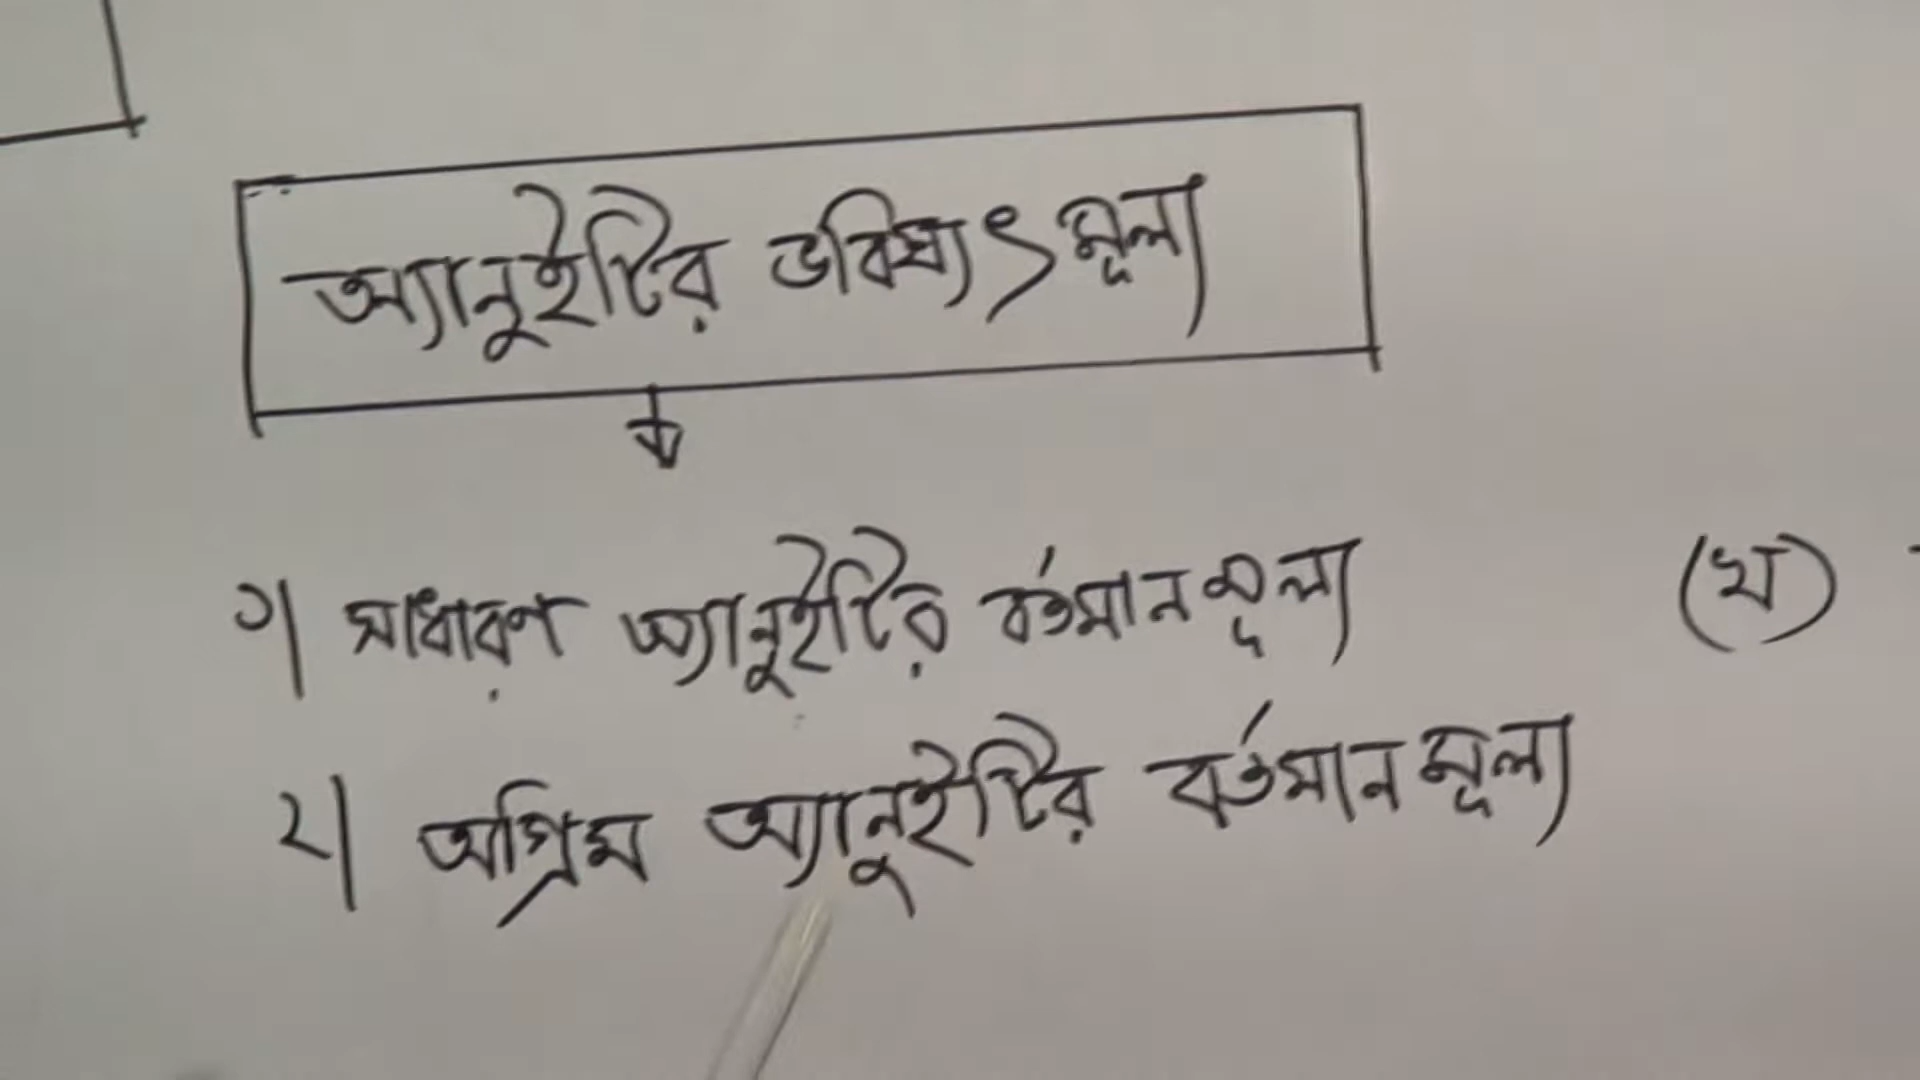 অ্যানুইটির ভবিষ্যৎ মূল্য
১| সাধারণ অ্যানুইটির বর্তমান মূল্য
(খ)
২| অগ্রিম অ্যানুইটির বর্তমান মূল্য